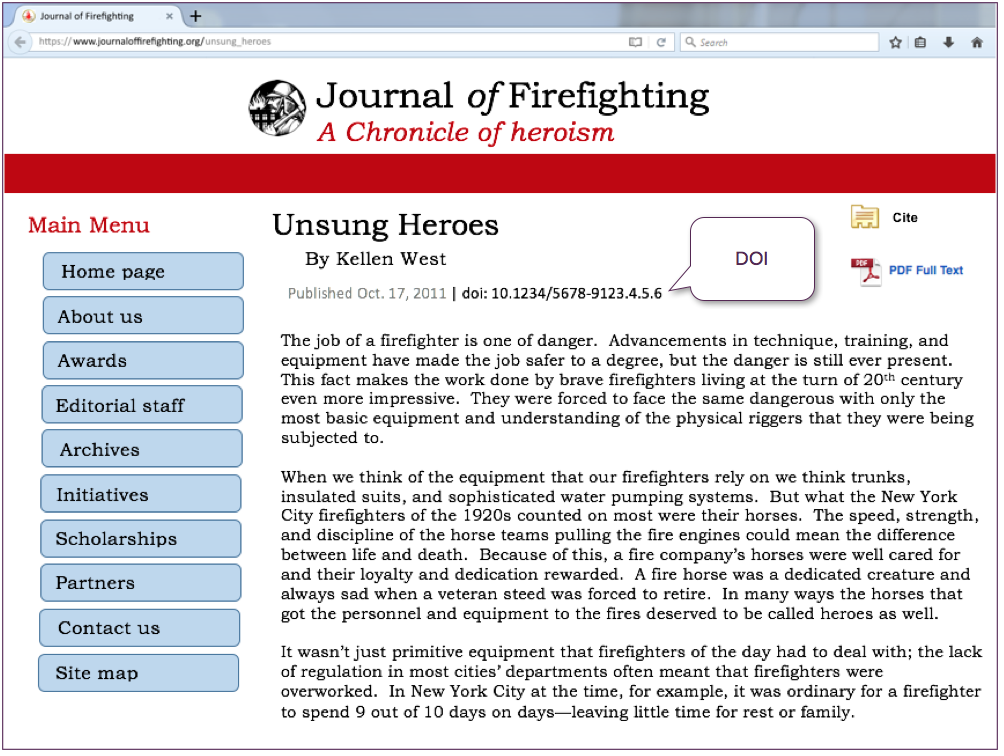 Journal of Firefighting
https://www.journaloffirefighting.org/unsung_heroes
Search
Journal of Firefighting
A Chronicle of heroism
Main Menu
Home page
About us
Awards
Editorial staff
Archives
Initiatives
Scholarships
Partners
Contact us
Site map
Unsung Heroes
By Kellen West
Published Oct. 17, 2011 | doi: 10.1234/5678-9123.4.5.6
DOI
Cite
PDF
PDF Full Text
The job of a firefighter is one of danger. Advancements in technique, training, and
equipment have made the job safer to a degree, but the danger is still ever present.
This fact makes the work done by brave firefighters living at the turn of 20th century
even more impressive. They were forced to face the same dangerous with only the
most basic equipment and understanding of the physical riggers that they were being
subjected to.
When we think of the equipment that our firefighters rely on we think trunks,
insulated suits, and sophisticated water pumping systems. But what the New York
City firefighters of the 1920s counted on most were their horses. The speed, strength,
and discipline of the horse teams pulling the fire engines could mean the difference
between life and death. Because of this, a fire company's horses were well cared for
and their loyalty and dedication rewarded. A fire horse was a dedicated creature and
always sad when a veteran steed was forced to retire. In many ways the horses that
got the personnel and equipment to the fires deserved to be called heroes as well.
It wasn't just primitive equipment that firefighters of the day had to deal with; the lack
of regulation in most cities' departments often meant that firefighters were
overworked. In New York City at the time, for example, it was ordinary for a firefighter
to spend 9 out of 10 days on days—leaving little time for rest or family.